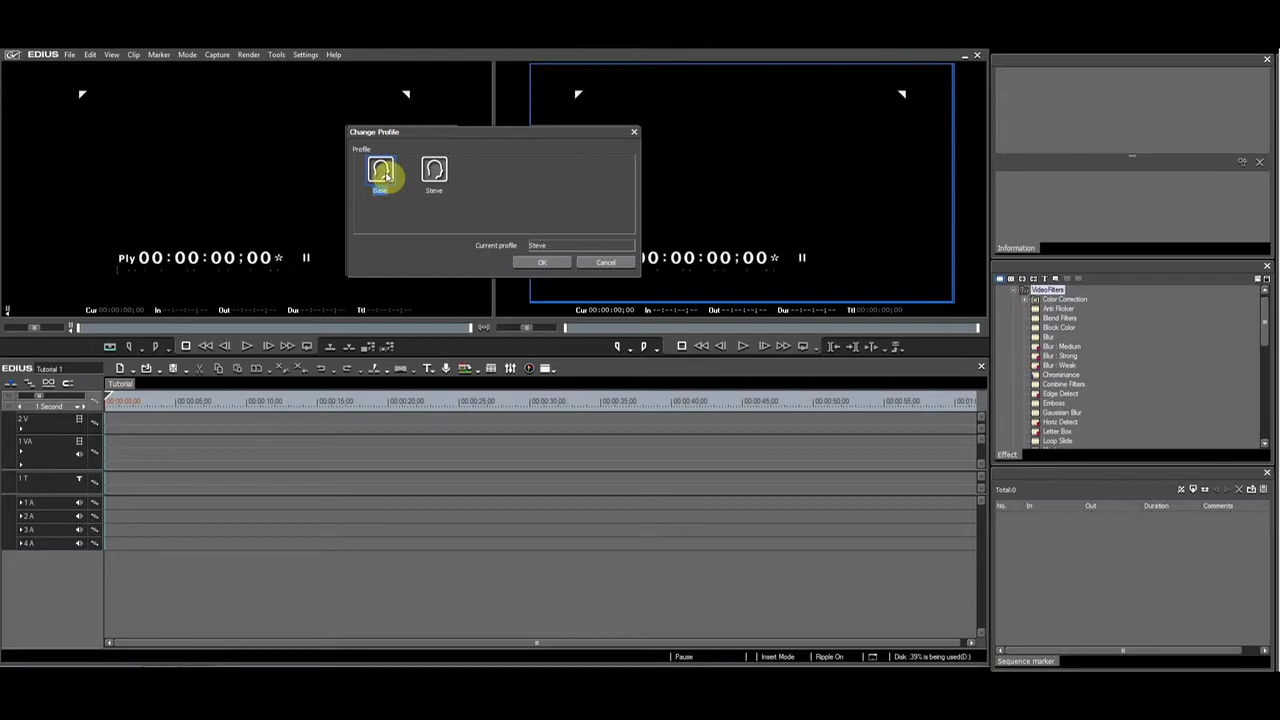 EDIUS File Edit View Clip Marker Mode Capture Render Tools Settings Help
Change Profile
Profile
Base Steve
Current profile Steve
OK Cancel
Ply 00:00:00;00*
00:00:00;00*
Cur 00:00:00;00 In --:--:--;-- Out --:--:--;-- Dur --:--:--;-- Ttl --:--:--;--
Cur 00:00:00;00 In --:--:--;-- Out --:--:--;-- Dur --:--:--;-- Ttl 00:00:00;00
EDIUS Tutorial 1
Tutorial
1 Second
00:00:00;00 00:00:05;00 00:00:10;00 00:00:15;00 00:00:20;00 00:00:25;00 00:00:30;00 00:00:35;00 00:00:40;00 00:00:45;00 00:00:50;00 00:00:55;00 00:01:0
2 V
1 VA
1 T T
1 A
2 A
3 A
4 A
Pause Insert Mode Ripple On Disk :39% is being used(D:)
Information
VideoFilters
Color Correction
Anti Flicker
Blend Filters
Block Color
Blur
Blur : Medium
Blur : Strong
Blur : Weak
Chrominance
Combine Filters
Edge Detect
Emboss
Gaussian Blur
Horiz Detect
Letter Box
Loop Slide
Effect
Total:0
No. In Out Duration Comments
Sequence marker